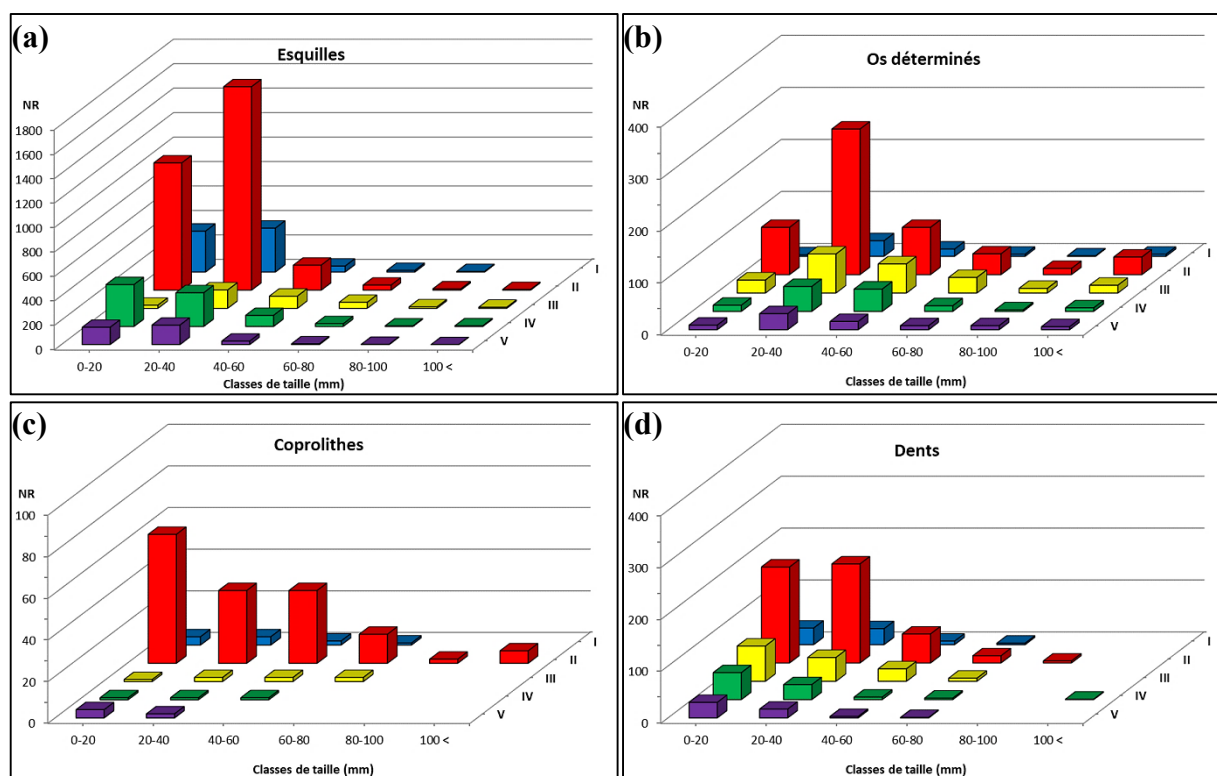 (a)
Esquilles
NR
1800
1600
1400
1200
1000
800
600
400
200
0
0-20
20-40
40-60
60-80
80-100
100 <
I
II
III
IV
V
Classes de taille (mm)
(b)
Os déterminés
NR
400
300
200
100
0
0-20
20-40
40-60
60-80
80-100
100 <
I
II
III
IV
V
Classes de taille (mm)
(c)
Coprolithes
NR
100
80
60
40
20
0
0-20
20-40
40-60
60-80
80-100
100 <
I
II
III
IV
V
Classes de taille (mm)
(d)
Dents
NR
400
300
200
100
0
0-20
20-40
40-60
60-80
80-100
100 <
I
II
III
IV
V
Classes de taille (mm)